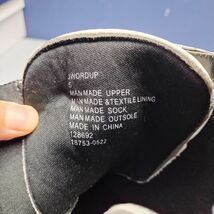 JWORDUP
MAN MADE UPPER
MAN MADE & TEXTILE LINING
MAN MADE SOCK
MAN MADE OUTSOLE
MADE IN CHINA
128692
18753-0522